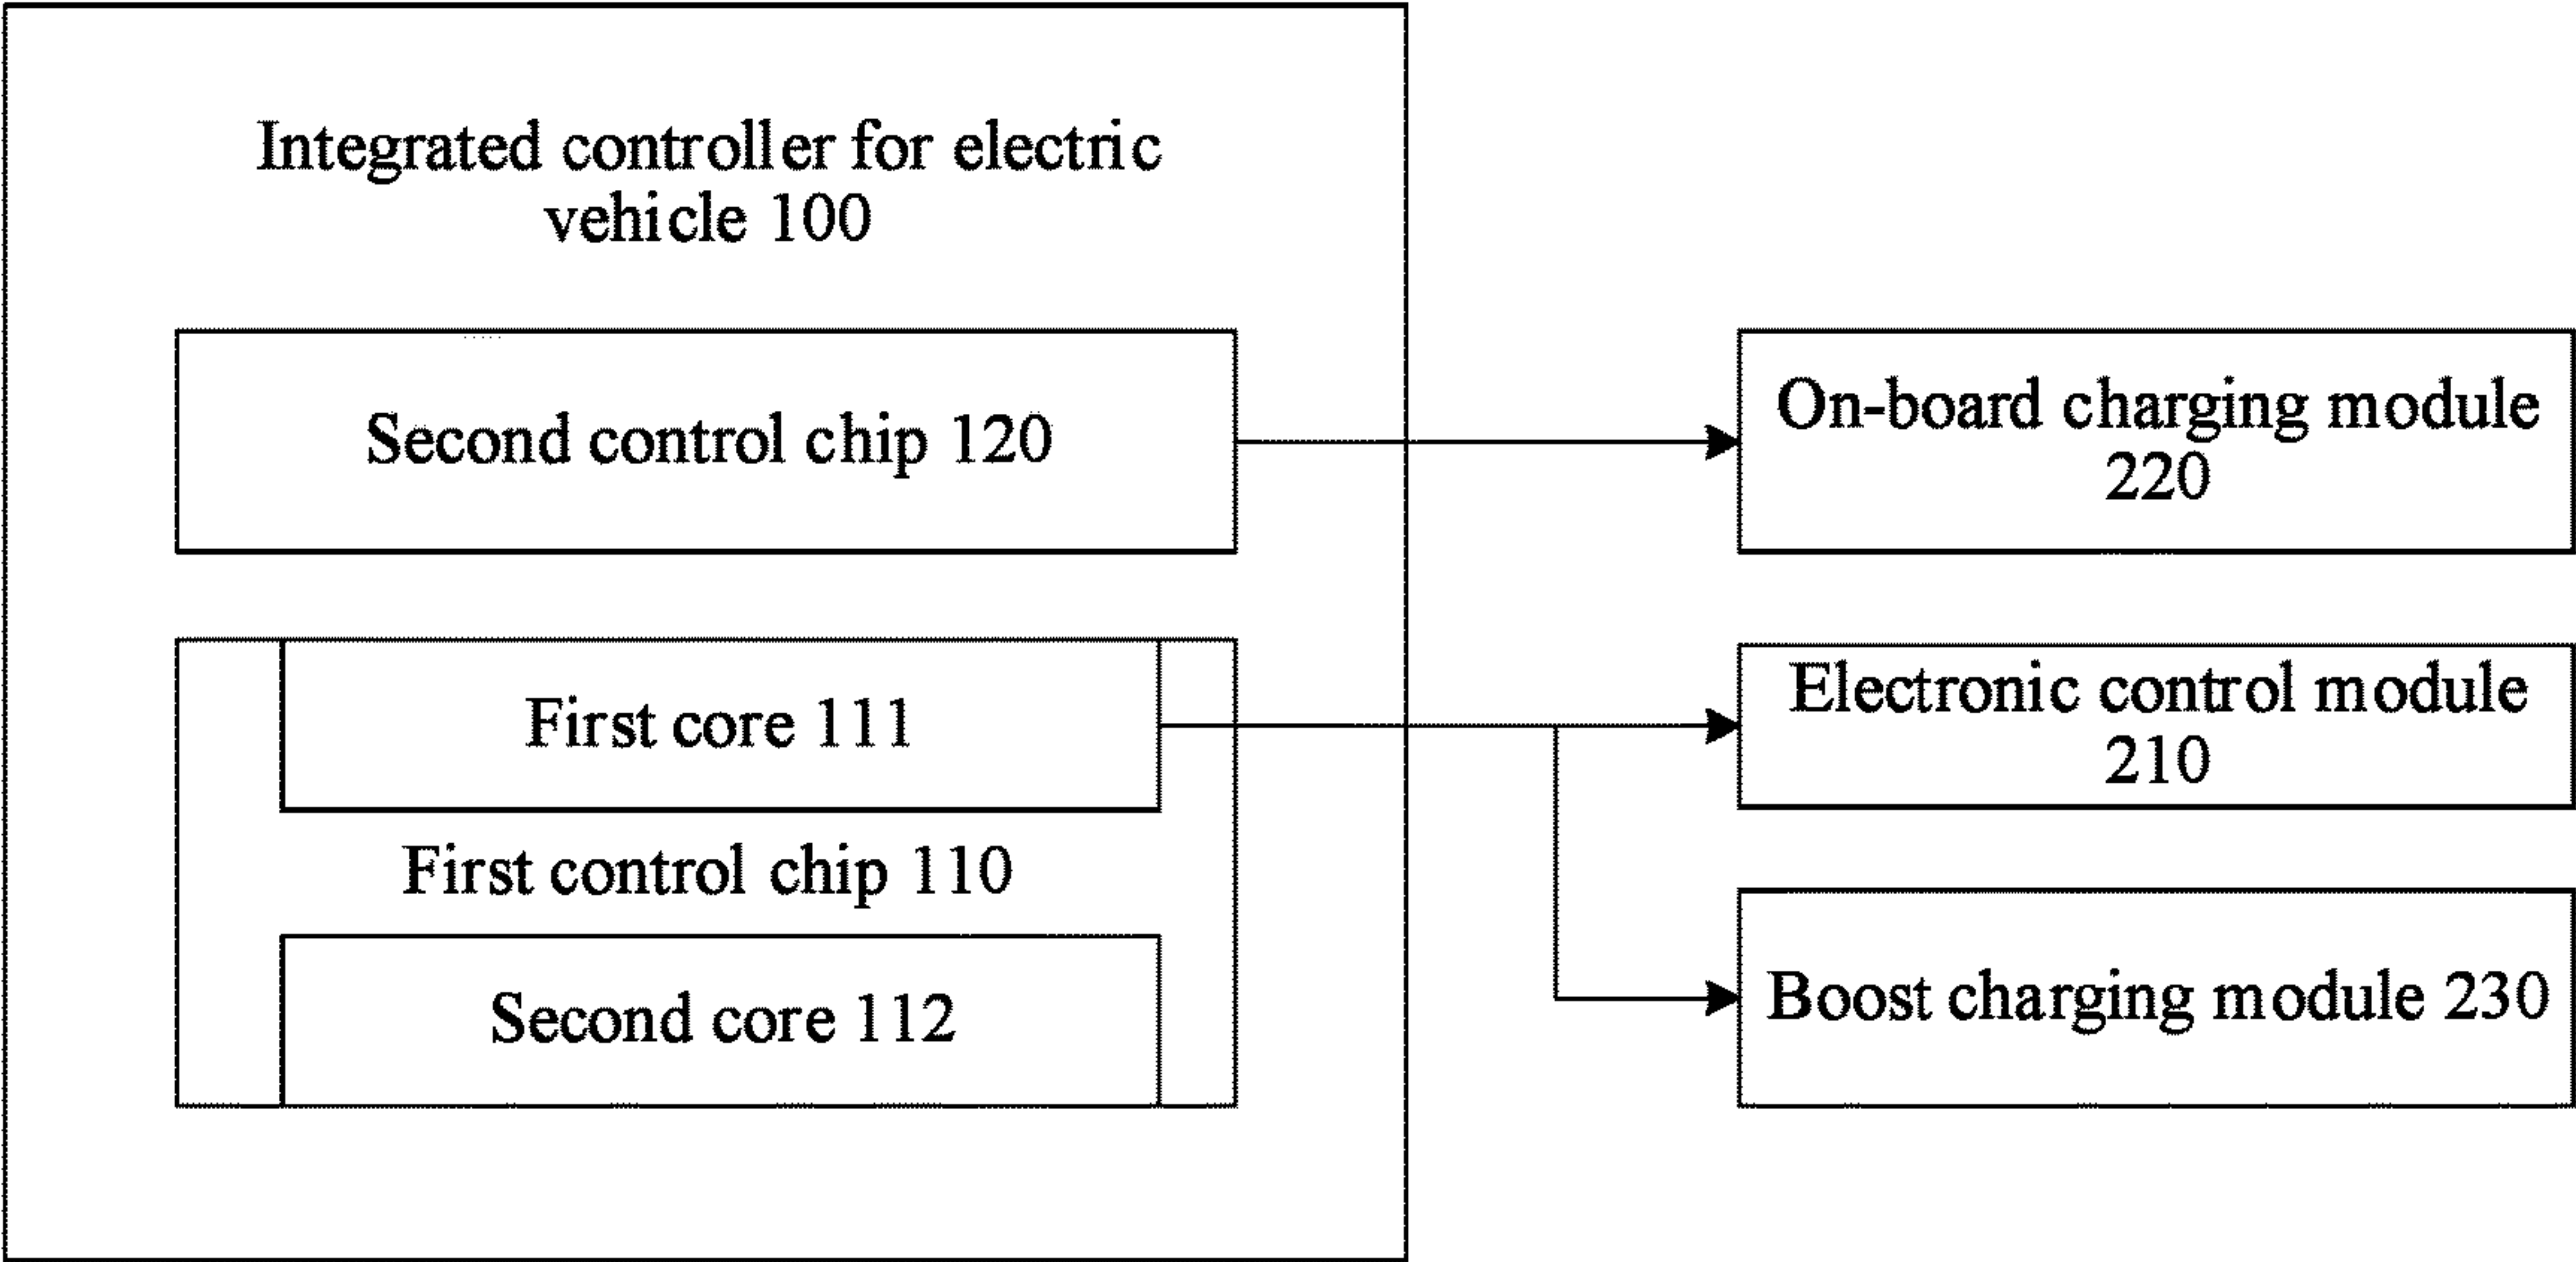 Integrated controller for electric
vehicle 100
Second control chip 120
On-board charging module
220
First core 111
Electronic control module
210
First control chip 110
Second core 112
Boost charging module 230